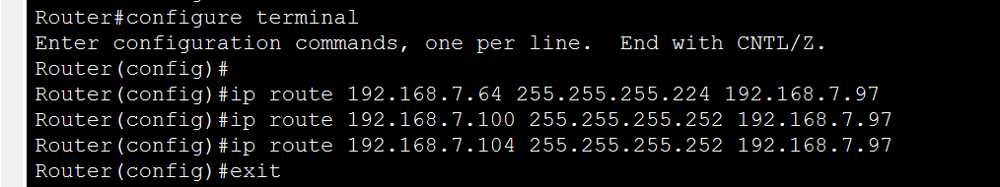 Router#configure terminal
Enter configuration commands, one per line.  End with CNTL/Z.
Router(config)#
Router(config)#ip route 192.168.7.64 255.255.255.224 192.168.7.97
Router(config)#ip route 192.168.7.100 255.255.255.252 192.168.7.97
Router(config)#ip route 192.168.7.104 255.255.255.252 192.168.7.97
Router(config)#exit